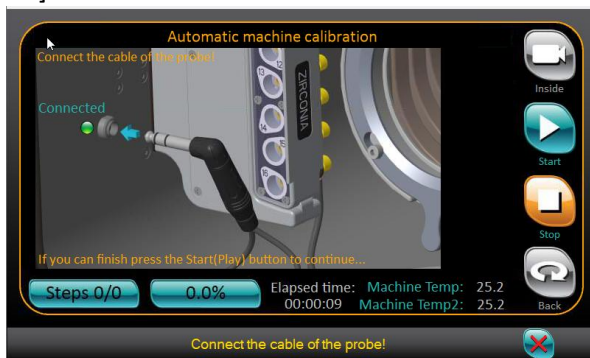 Automatic machine calibration
Connect the cable of the probe!
Connected
13
12
14
15
16
ZIRCONIA
If you can finish press the Start(Play) button to continue...
Inside
Start
Stop
Back
Steps 0/0
0.0%
Elapsed time:
00:00:09
Machine Temp: 25.2
Machine Temp2: 25.2
Connect the cable of the probe!